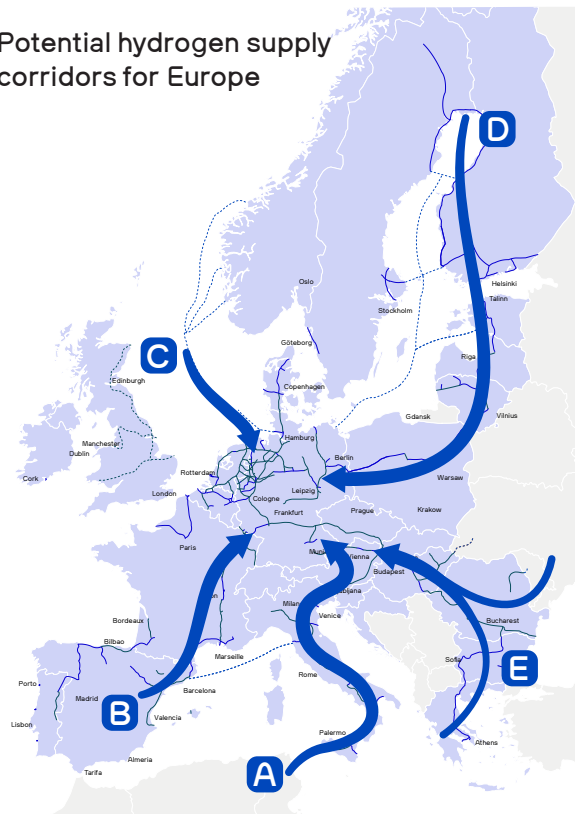 Potential hydrogen supply
corridors for Europe
D
Oslo
Helsinki
Talinn
Stockholm
Göteborg
C
Riga
Edinburgh
Copenhagen
Gdansk
Vilnius
Hamburg
Manchester
Dublin
Berlin
Rotterdam
Cork
Warsaw
London
Leipzig
Cologne
Frankfurt
Prague
Krakow
Paris
Vienna
Budapest
Milan
Bordeaux
Venice
Bucharest
Bilbao
Marseille
Sofia
E
Rome
Porto
Barcelona
Madrid
B
Valencia
Lisbon
Palermo
Athens
Almeria
A
Tarifa